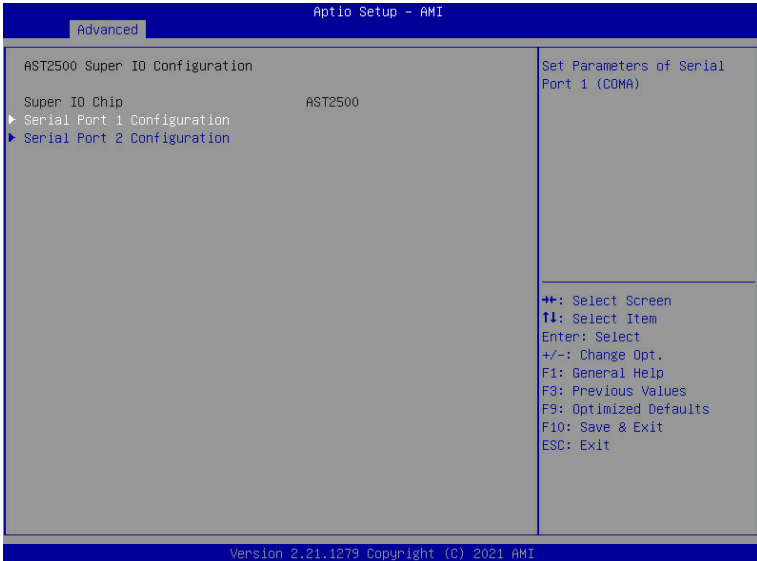 Aptio Setup – AMI
Advanced
AST2500 Super IO Configuration
Super IO Chip AST2500
Serial Port 1 Configuration
Serial Port 2 Configuration
Set Parameters of Serial
Port 1 (COMA)
→←: Select Screen
↑↓: Select Item
Enter: Select
+/-: Change Opt.
F1: General Help
F3: Previous Values
F9: Optimized Defaults
F10: Save & Exit
ESC: Exit
Version 2.21.1279 Copyright (C) 2021 AMI